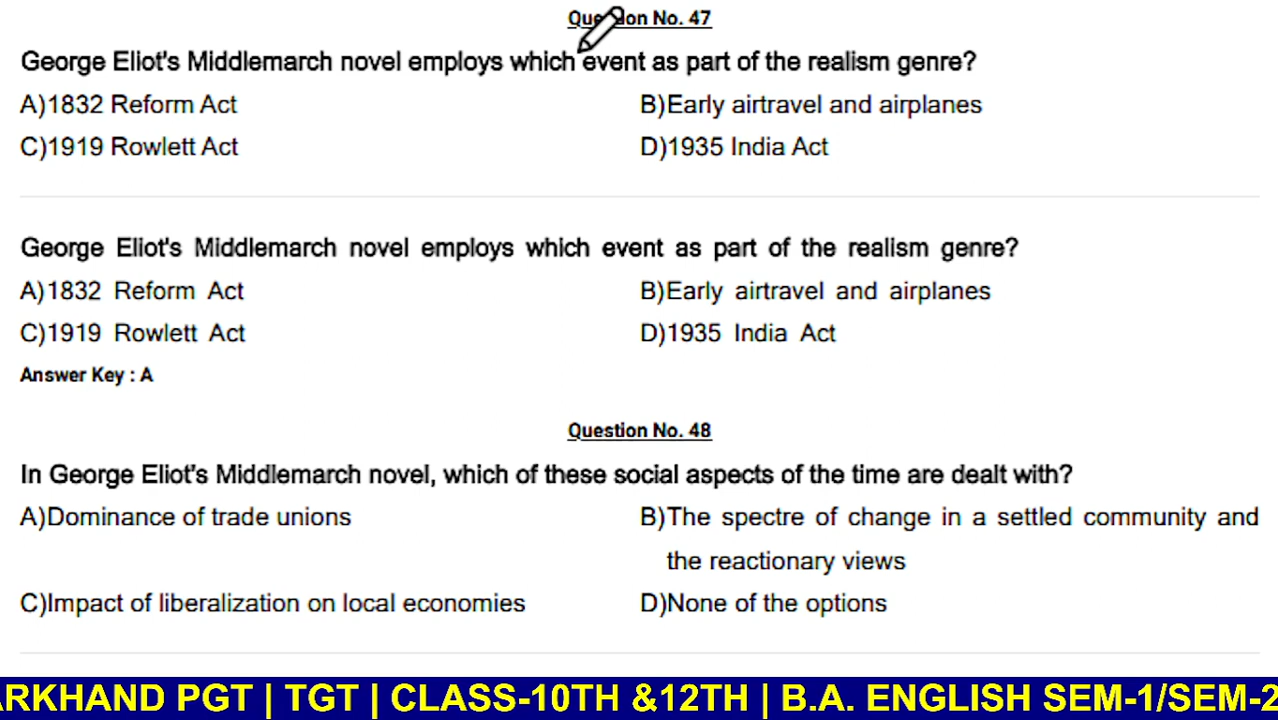 Question No. 47
George Eliot's Middlemarch novel employs which event as part of the realism genre?
A)1832 Reform Act
B)Early airtravel and airplanes
C)1919 Rowlett Act
D)1935 India Act
George Eliot's Middlemarch novel employs which event as part of the realism genre?
A)1832 Reform Act
B)Early airtravel and airplanes
C)1919 Rowlett Act
D)1935 India Act
Answer Key : A
Question No. 48
In George Eliot's Middlemarch novel, which of these social aspects of the time are dealt with?
A)Dominance of trade unions
B)The spectre of change in a settled community and
the reactionary views
C)Impact of liberalization on local economies
D)None of the options
ARKHAND PGT | TGT | CLASS-10TH &12TH | B.A. ENGLISH SEM-1/SEM-2